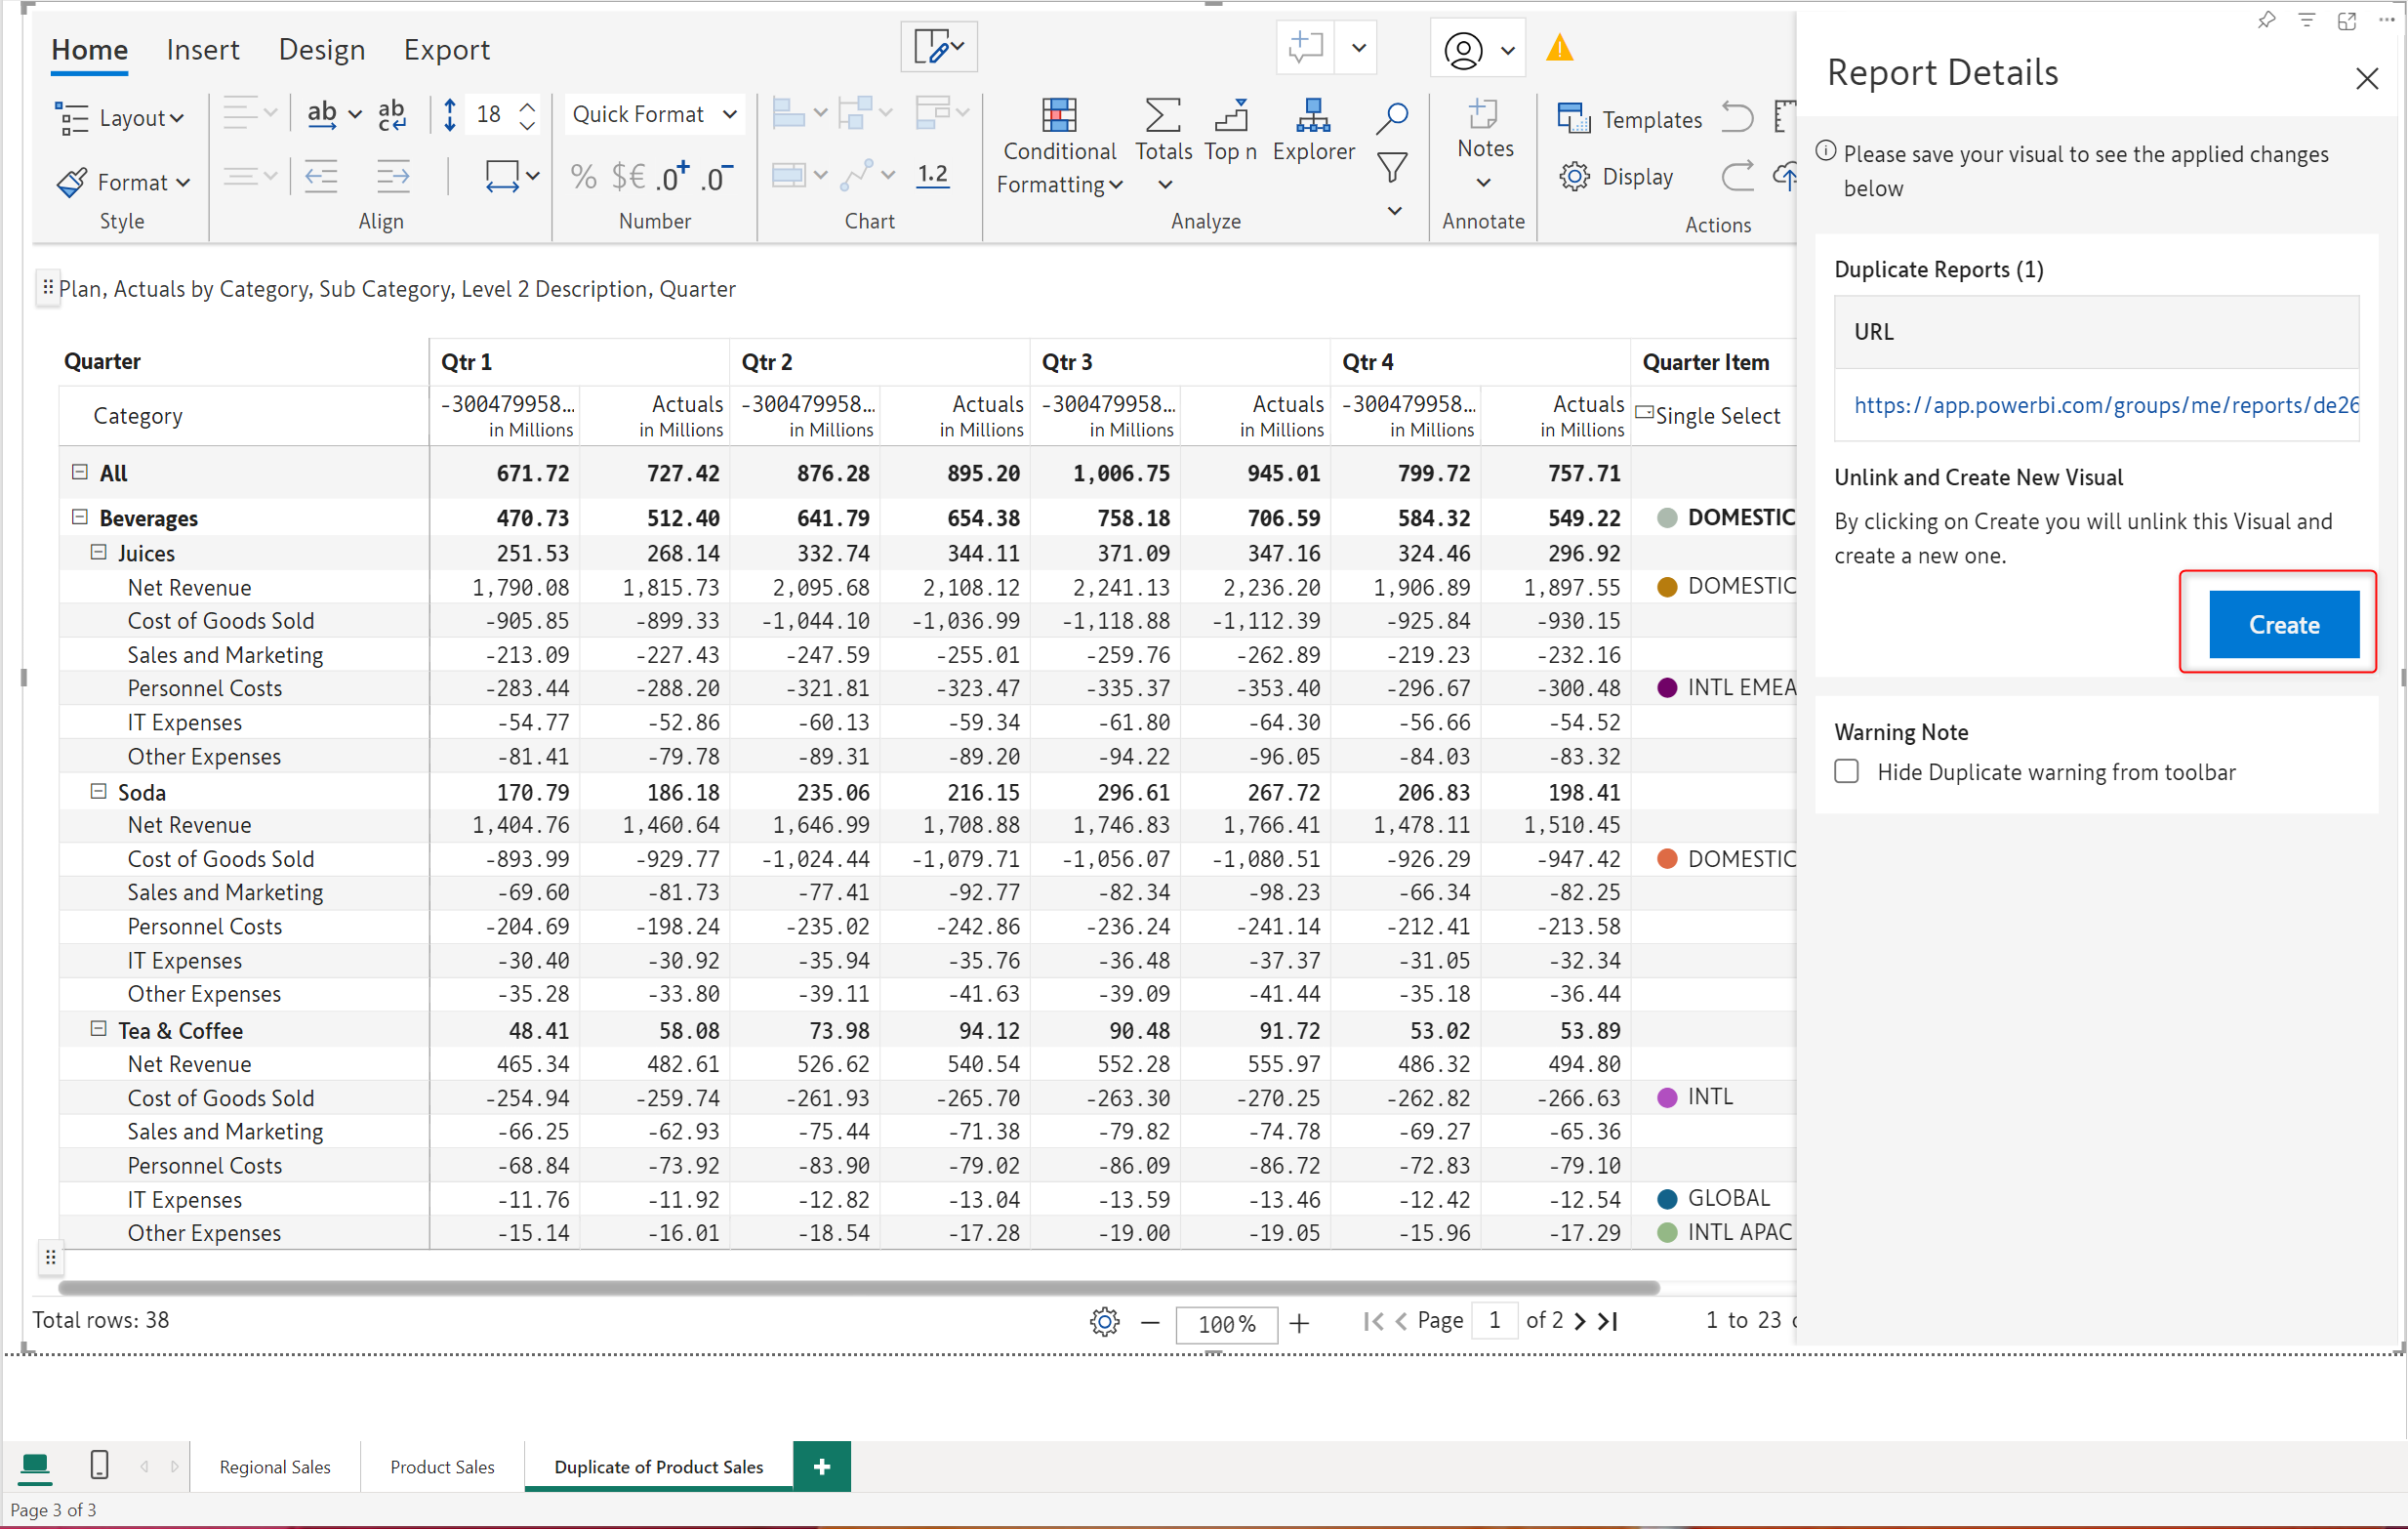 Home Insert Design Export
Layout
Format
Style
ab
ab
c
18
Align
Quick Format
% $€ .0+ .0-
Number
1.2
Chart
Conditional Formatting
Totals
Top n
Explorer
Analyze
Notes
Annotate
Templates
Display
Actions
Plan, Actuals by Category, Sub Category, Level 2 Description, Quarter
Quarter Qtr 1 Qtr 2 Qtr 3 Qtr 4 Quarter Item
Category -300479958... in Millions Actuals in Millions -300479958... in Millions Actuals in Millions -300479958... in Millions Actuals in Millions -300479958... in Millions Actuals in Millions Single Select
All 671.72 727.42 876.28 895.20 1,006.75 945.01 799.72 757.71
Beverages 470.73 512.40 641.79 654.38 758.18 706.59 584.32 549.22 DOMESTIC
Juices 251.53 268.14 332.74 344.11 371.09 347.16 324.46 296.92
Net Revenue 1,790.08 1,815.73 2,095.68 2,108.12 2,241.13 2,236.20 1,906.89 1,897.55 DOMESTIC
Cost of Goods Sold -905.85 -899.33 -1,044.10 -1,036.99 -1,118.88 -1,112.39 -925.84 -930.15
Sales and Marketing -213.09 -227.43 -247.59 -255.01 -259.76 -262.89 -219.23 -232.16
Personnel Costs -283.44 -288.20 -321.81 -323.47 -335.37 -353.40 -296.67 -300.48 INTL EMEA
IT Expenses -54.77 -52.86 -60.13 -59.34 -61.80 -64.30 -56.66 -54.52
Other Expenses -81.41 -79.78 -89.31 -89.20 -94.22 -96.05 -84.03 -83.32
Soda 170.79 186.18 235.06 216.15 296.61 267.72 206.83 198.41
Net Revenue 1,404.76 1,460.64 1,646.99 1,708.88 1,746.83 1,766.41 1,478.11 1,510.45
Cost of Goods Sold -893.99 -929.77 -1,024.44 -1,079.71 -1,056.07 -1,080.51 -926.29 -947.42 DOMESTIC
Sales and Marketing -69.60 -81.73 -77.41 -92.77 -82.34 -98.23 -66.34 -82.25
Personnel Costs -204.69 -198.24 -235.02 -242.86 -236.24 -241.14 -212.41 -213.58
IT Expenses -30.40 -30.92 -35.94 -35.76 -36.48 -37.37 -31.05 -32.34
Other Expenses -35.28 -33.80 -39.11 -41.63 -39.09 -41.44 -35.18 -36.44
Tea & Coffee 48.41 58.08 73.98 94.12 90.48 91.72 53.02 53.89
Net Revenue 465.34 482.61 526.62 540.54 552.28 555.97 486.32 494.80
Cost of Goods Sold -254.94 -259.74 -261.93 -265.70 -263.30 -270.25 -262.82 -266.63 INTL
Sales and Marketing -66.25 -62.93 -75.44 -71.38 -79.82 -74.78 -69.27 -65.36
Personnel Costs -68.84 -73.92 -83.90 -79.02 -86.09 -86.72 -72.83 -79.10
IT Expenses -11.76 -11.92 -12.82 -13.04 -13.59 -13.46 -12.42 -12.54 GLOBAL
Other Expenses -15.14 -16.01 -18.54 -17.28 -19.00 -19.05 -15.96 -17.29 INTL APAC
Total rows: 38 100% Page 1 of 2 1 to 23
Report Details
Please save your visual to see the applied changes
below
Duplicate Reports (1)
URL
https://app.powerbi.com/groups/me/reports/de26
Unlink and Create New Visual
By clicking on Create you will unlink this Visual and
create a new one.
Create
Warning Note
Hide Duplicate warning from toolbar
Regional Sales Product Sales Duplicate of Product Sales
Page 3 of 3